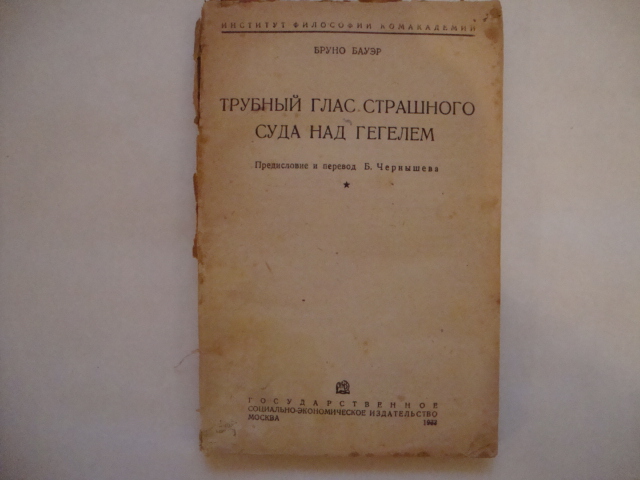 ИНСТИТУТ ФИЛОСОФИИ КОМАКАДЕМИИ
БРУНО БАУЭР
ТРУБНЫЙ ГЛАС СТРАШНОГО
СУДА НАД ГЕГЕЛЕМ
Предисловие и перевод Б. Чернышева
ГОСУДАРСТВЕННОЕ
СОЦИАЛЬНО-ЭКОНОМИЧЕСКОЕ ИЗДАТЕЛЬСТВО
МОСКВА